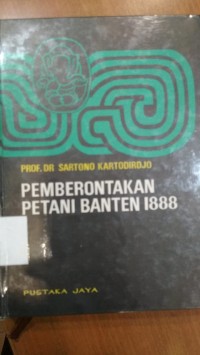 PROF. DR SARTONO KARTODIRDJO
PEMBERONTAKAN
PETANI BANTEN 1888
PUSTAKA JAYA